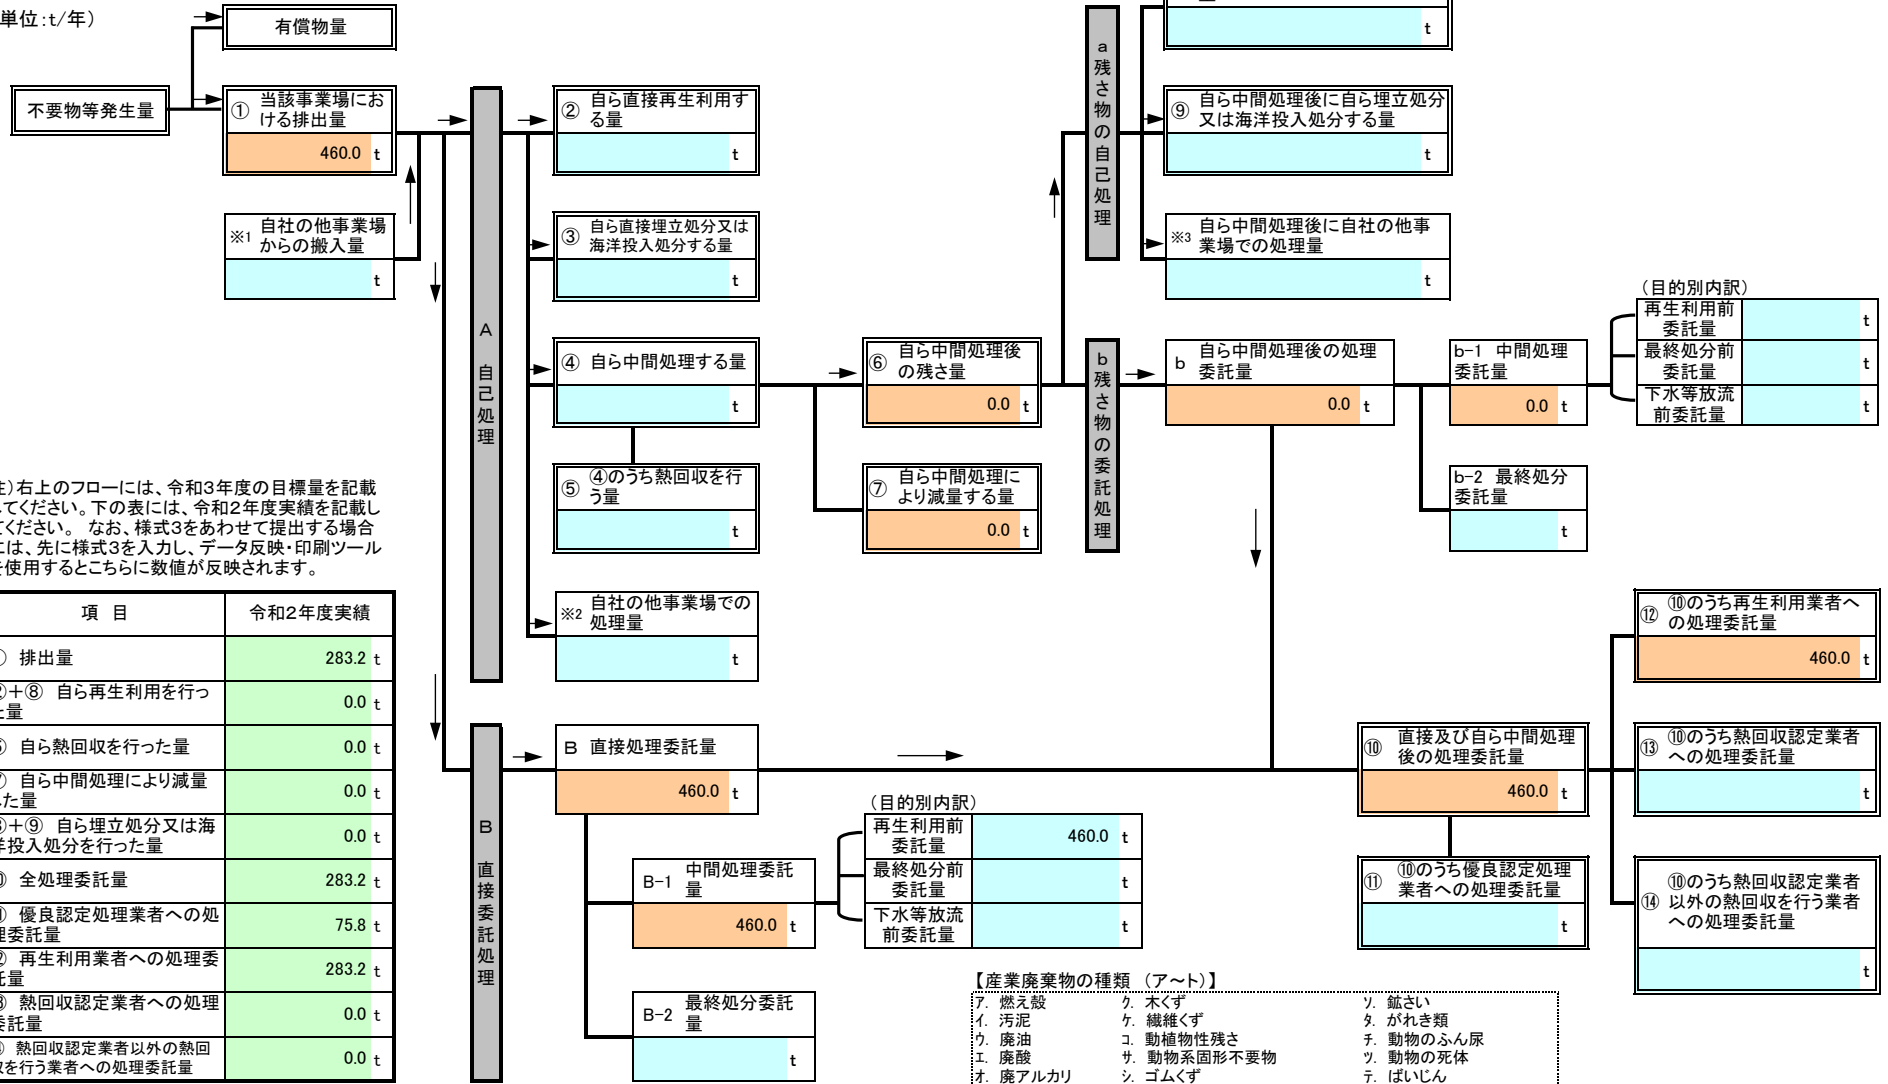 単位:t/年）
有償物量
不要物等発生量
① 当該事業場にお
ける排出量
460.0 t
※1 自社の他事業場
からの搬入量
t
A 自己処理
② 自ら直接再生利用す
る量
t
③ 自ら直接埋立処分又は
海洋投入処分する量
t
④ 自ら中間処理する量
t
⑤ ④のうち熱回収を行
う量
t
※2 自社の他事業場での
処理量
t
⑥ 自ら中間処理後
の残さ量
0.0 t
⑦ 自ら中間処理に
より減量する量
0.0 t
a 残さ物の自己処理
t
⑨ 自ら中間処理後に自ら埋立処分
又は海洋投入処分する量
t
※3 自ら中間処理後に自社の他事
業場での処理量
t
b 残さ物の委託処理
b 自ら中間処理後の処理
委託量
0.0 t
b-1 中間処理
委託量
0.0 t
b-2 最終処分
委託量
t
（目的別内訳）
再生利用前
委託量
t
最終処分前
委託量
t
下水等放流
前委託量
t
）右上のフローには、令和3年度の目標量を記載
てください。下の表には、令和2年度実績を記載し
ください。 なお、様式3をあわせて提出する場合
は、先に様式3を入力し、データ反映・印刷ツール
使用するとこちらに数値が反映されます。
項 目 令和2年度実績
排出量 283.2 t
＋⑧ 自ら再生利用を行っ
量 0.0 t
自ら熱回収を行った量 0.0 t
自ら中間処理により減量
た量 0.0 t
＋⑨ 自ら埋立処分又は海
投入処分を行った量 0.0 t
全処理委託量 283.2 t
優良認定処理業者への処
委託量 75.8 t
再生利用業者への処理委
量 283.2 t
熱回収認定業者への処理
託量 0.0 t
熱回収認定業者以外の熱回
を行う業者への処理委託量 0.0 t
B 直接委託処理
B 直接処理委託量
460.0 t
B-1 中間処理委託
量
460.0 t
B-2 最終処分委託
量
t
（目的別内訳）
再生利用前
委託量
460.0 t
最終処分前
委託量
t
下水等放流
前委託量
t
⑩ 直接及び自ら中間処理
後の処理委託量
460.0 t
⑪ ⑩のうち優良認定処理
業者への処理委託量
t
⑫ ⑩のうち再生利用業者へ
の処理委託量
460.0 t
⑬ ⑩のうち熱回収認定業者
への処理委託量
t
⑭ ⑩のうち熱回収認定業者
以外の熱回収を行う業者
への処理委託量
t
【産業廃棄物の種類 （ア～ト）】
ア. 燃え殻 ク. 木くず ソ. 鉱さい
イ. 汚泥 ケ. 繊維くず タ. がれき類
ウ. 廃油 コ. 動植物性残さ チ. 動物のふん尿
エ. 廃酸 サ. 動物系固形不要物 ツ. 動物の死体
オ. 廃アルカリ シ. ゴムくず テ. ばいじん